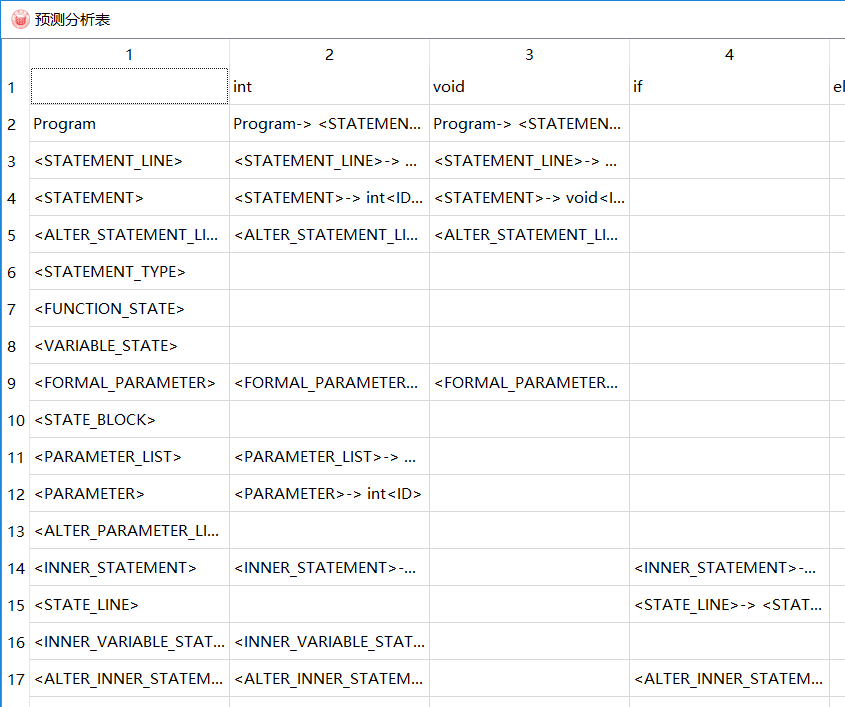 预测分析表
1 2 3 4
1 int void if el
2 Program Program-> <STATEMEN... Program-> <STATEMEN...
3 <STATEMENT_LINE> <STATEMENT_LINE>-> ... <STATEMENT_LINE>-> ...
4 <STATEMENT> <STATEMENT>-> int<ID... <STATEMENT>-> void<I...
5 <ALTER_STATEMENT_LI... <ALTER_STATEMENT_LI... <ALTER_STATEMENT_LI...
6 <STATEMENT_TYPE>
7 <FUNCTION_STATE>
8 <VARIABLE_STATE>
9 <FORMAL_PARAMETER> <FORMAL_PARAMETER... <FORMAL_PARAMETER...
10 <STATE_BLOCK>
11 <PARAMETER_LIST> <PARAMETER_LIST>-> ...
12 <PARAMETER> <PARAMETER>-> int<ID>
13 <ALTER_PARAMETER_LI...
14 <INNER_STATEMENT> <INNER_STATEMENT>-... <INNER_STATEMENT>-...
15 <STATE_LINE> <STATE_LINE>-> <STAT...
16 <INNER_VARIABLE_STAT... <INNER_VARIABLE_STAT...
17 <ALTER_INNER_STATEM... <ALTER_INNER_STATEM... <ALTER_INNER_STATEM...